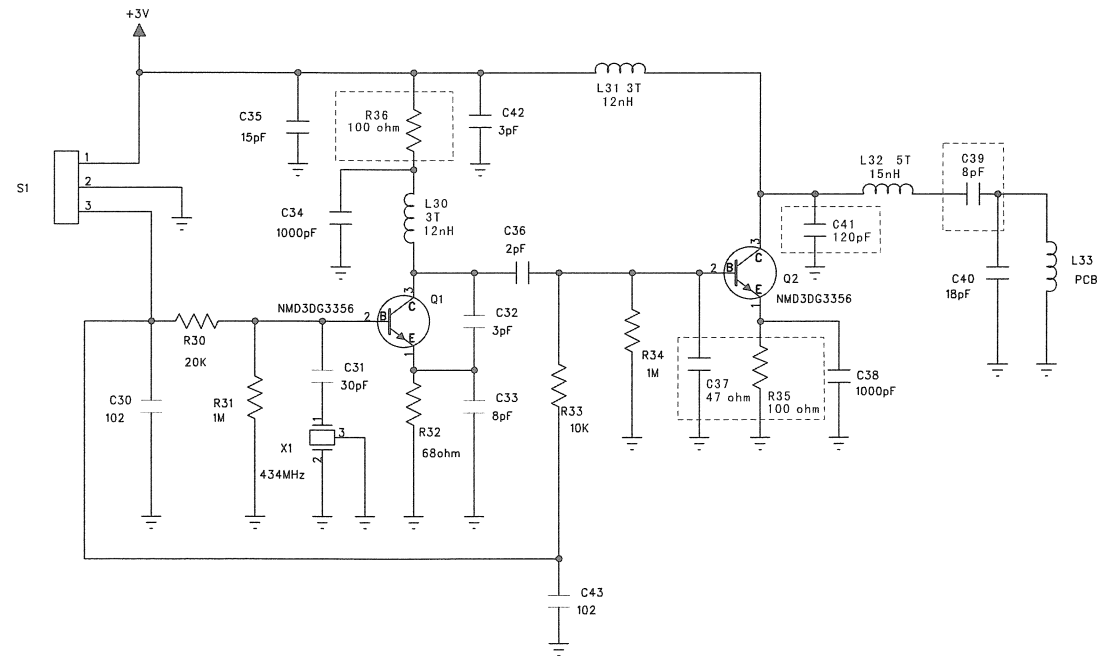 +3V
L31 3T
12nH
C35
15pF
R36
100 ohm
C42
3pF
S1
1
2
3
C34
1000pF
L30
3T
12nH
C36
2pF
L32 5T
15nH
C39
8pF
C41
120pF
L33
PCB
C40
18pF
3
C
2
B
E
1
Q2
NMD3DG3356
NMD3DG3356
3
C
2
B
E
1
Q1
C32
3pF
R30
20K
C31
30pF
R31
1M
C30
102
X1
434MHz
1
3
2
R32
68ohm
C33
8pF
R33
10K
R34
1M
C37
47 ohm
R35
100 ohm
C38
1000pF
C43
102